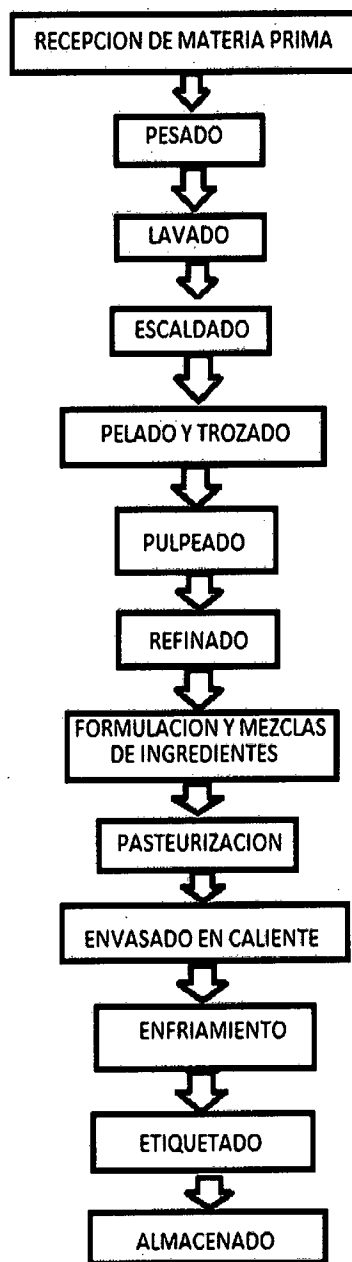 RECEPCION DE MATERIA PRIMA
PESADO
LAVADO
ESCALDADO
PELADO Y TROZADO
PULPEADO
REFINADO
FORMULACION Y MEZCLAS
DE INGREDIENTES
PASTEURIZACION
ENVASADO EN CALIENTE
ENFRIAMIENTO
ETIQUETADO
ALMACENADO